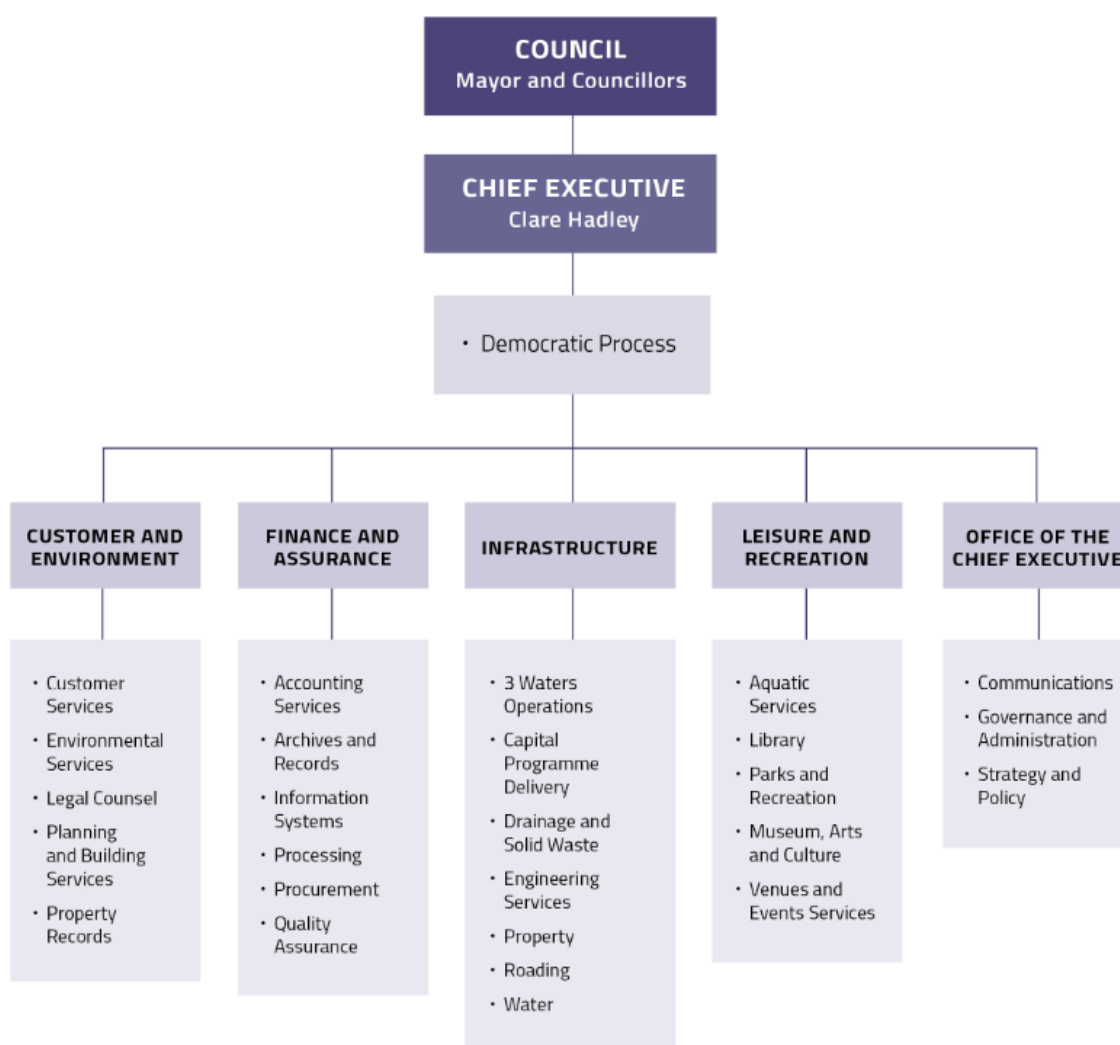 COUNCIL
Mayor and Councillors
CHIEF EXECUTIVE
Clare Hadley
• Democratic Process
CUSTOMER AND
ENVIRONMENT
• Customer
Services
• Environmental
Services
• Legal Counsel
• Planning
and Building
Services
• Property
Records
FINANCE AND
ASSURANCE
• Accounting
Services
• Archives and
Records
• Information
Systems
• Processing
• Procurement
• Quality
Assurance
INFRASTRUCTURE
• 3 Waters
Operations
• Capital
Programme
Delivery
• Drainage and
Solid Waste
• Engineering
Services
• Property
• Roading
• Water
LEISURE AND
RECREATION
• Aquatic
Services
• Library
• Parks and
Recreation
• Museum, Arts
and Culture
• Venues and
Events Services
OFFICE OF THE
CHIEF EXECUTIVE
• Communications
• Governance and
Administration
• Strategy and
Policy